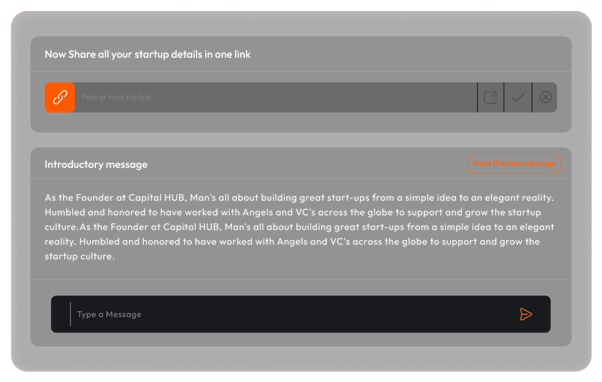 Now Share all your startup details in one link
Past or type the link
Introductory message
Show Previous Message
As the Founder at Capital HUB, Man's all about building great start-ups from a simple idea to an elegant reality.
Humbled and honored to have worked with Angels and VC's across the globe to support and grow the startup
culture.As the Founder at Capital HUB, Man's all about building great start-ups from a simple idea to an elegant
reality. Humbled and honored to have worked with Angels and VC's across the globe to support and grow the
startup culture.
Type a Message